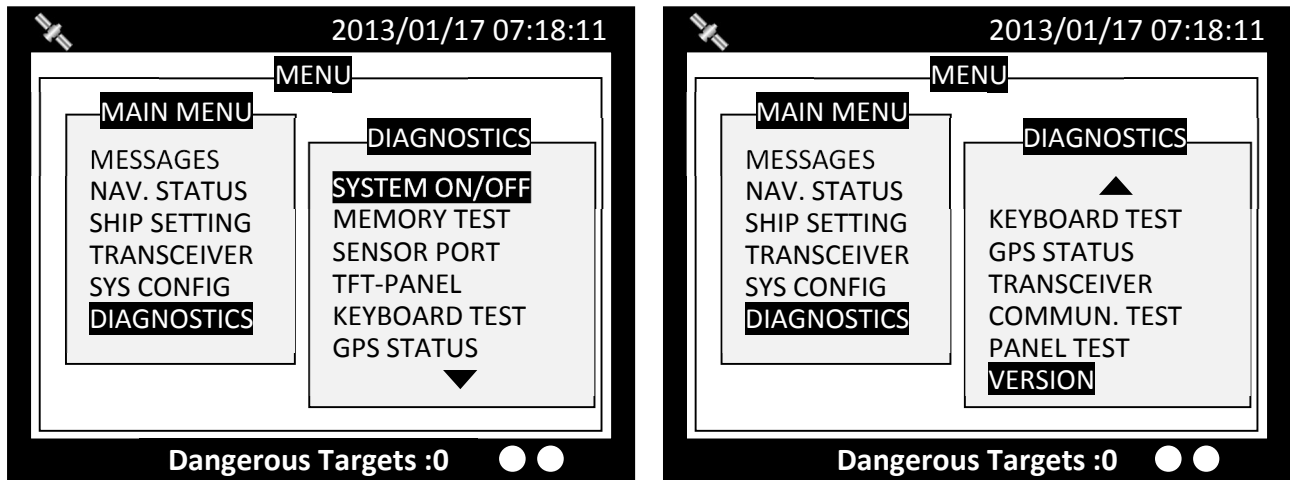 2013/01/17 07:18:11
MENU
MAIN MENU
MESSAGES
NAV. STATUS
SHIP SETTING
TRANSCEIVER
SYS CONFIG
DIAGNOSTICS
DIAGNOSTICS
SYSTEM ON/OFF
MEMORY TEST
SENSOR PORT
TFT-PANEL
KEYBOARD TEST
GPS STATUS
Dangerous Targets :0
2013/01/17 07:18:11
MENU
MAIN MENU
MESSAGES
NAV. STATUS
SHIP SETTING
TRANSCEIVER
SYS CONFIG
DIAGNOSTICS
DIAGNOSTICS
KEYBOARD TEST
GPS STATUS
TRANSCEIVER
COMMUN. TEST
PANEL TEST
VERSION
Dangerous Targets :0